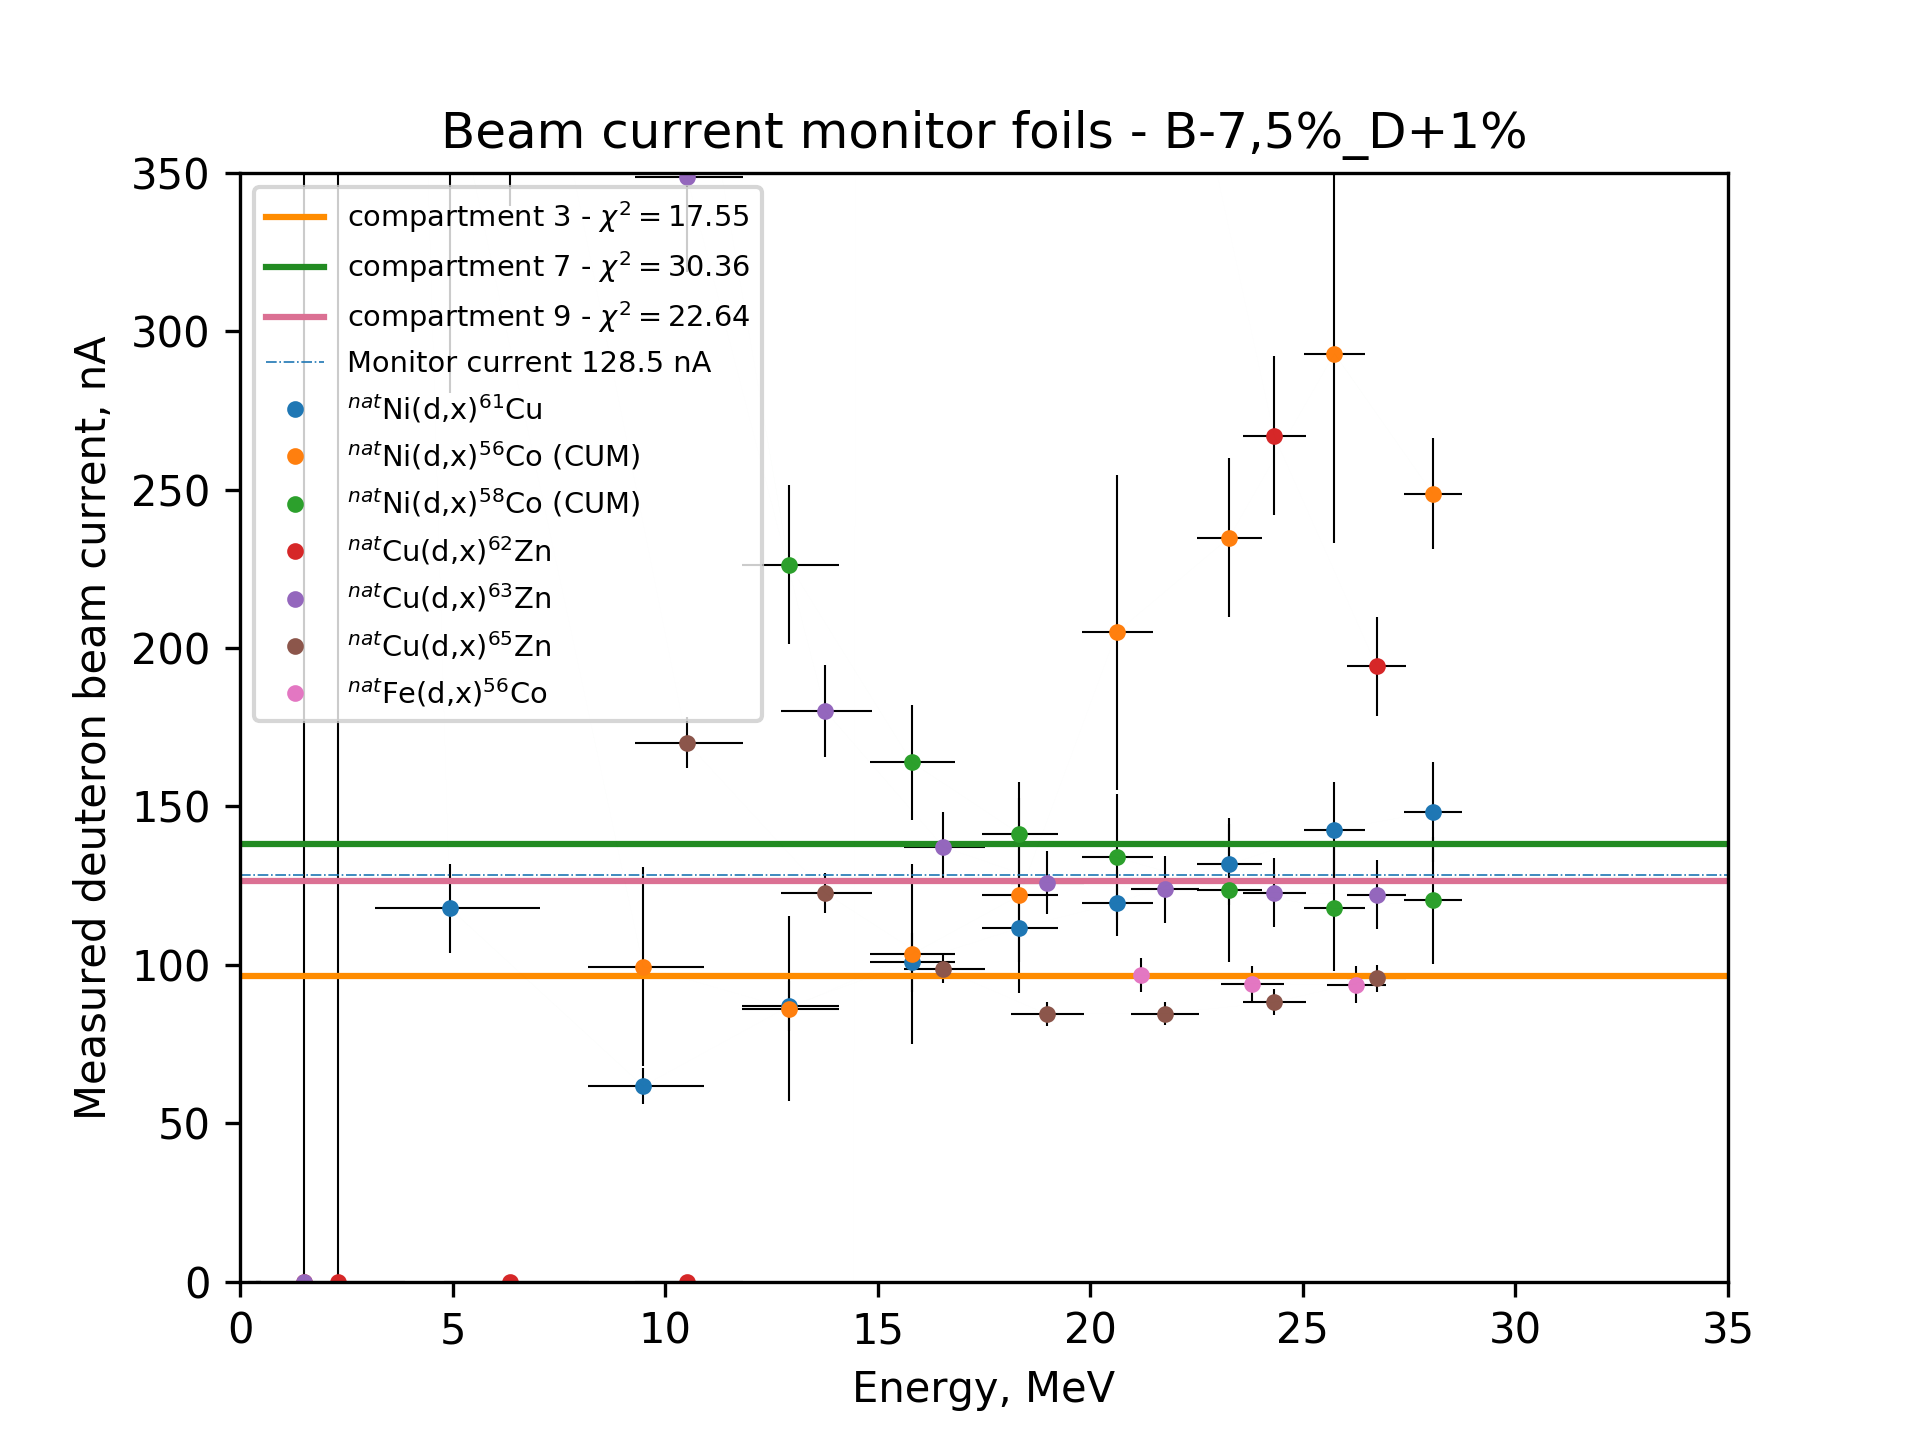 Beam current monitor foils - B-7,5%_D+1%
350
300
250
200
150
100
50
0
Measured deuteron beam current, nA
compartment 3 - χ² = 17.55
compartment 7 - χ² = 30.36
compartment 9 - χ² = 22.64
Monitor current 128.5 nA
ⁿᵃᵗNi(d,x)⁶¹Cu
ⁿᵃᵗNi(d,x)⁵⁶Co (CUM)
ⁿᵃᵗNi(d,x)⁵⁸Co (CUM)
ⁿᵃᵗCu(d,x)⁶²Zn
ⁿᵃᵗCu(d,x)⁶³Zn
ⁿᵃᵗCu(d,x)⁶⁵Zn
ⁿᵃᵗFe(d,x)⁵⁶Co
0 5 10 15 20 25 30 35
Energy, MeV